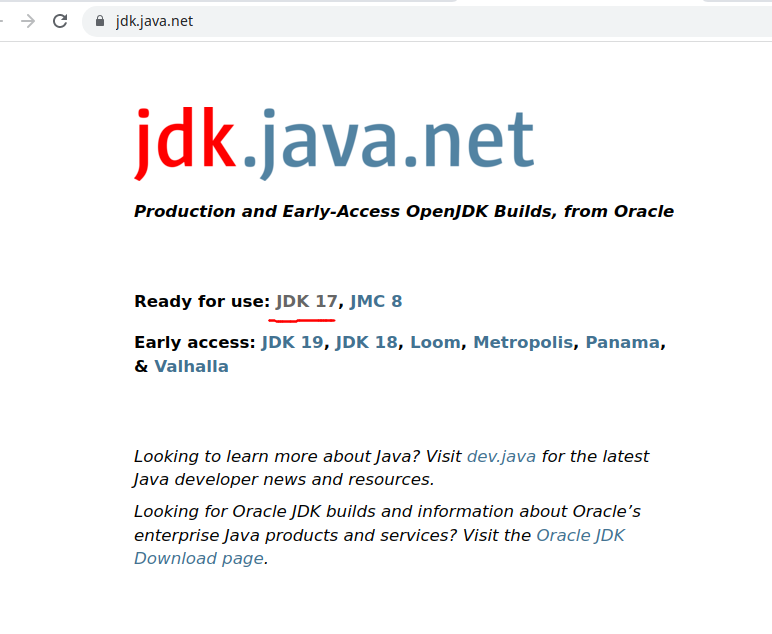 jdk.java.net
jdk.java.net
Production and Early-Access OpenJDK Builds, from Oracle
Ready for use: JDK 17, JMC 8
Early access: JDK 19, JDK 18, Loom, Metropolis, Panama,
& Valhalla
Looking to learn more about Java? Visit dev.java for the latest
Java developer news and resources.
Looking for Oracle JDK builds and information about Oracle’s
enterprise Java products and services? Visit the Oracle JDK
Download page.